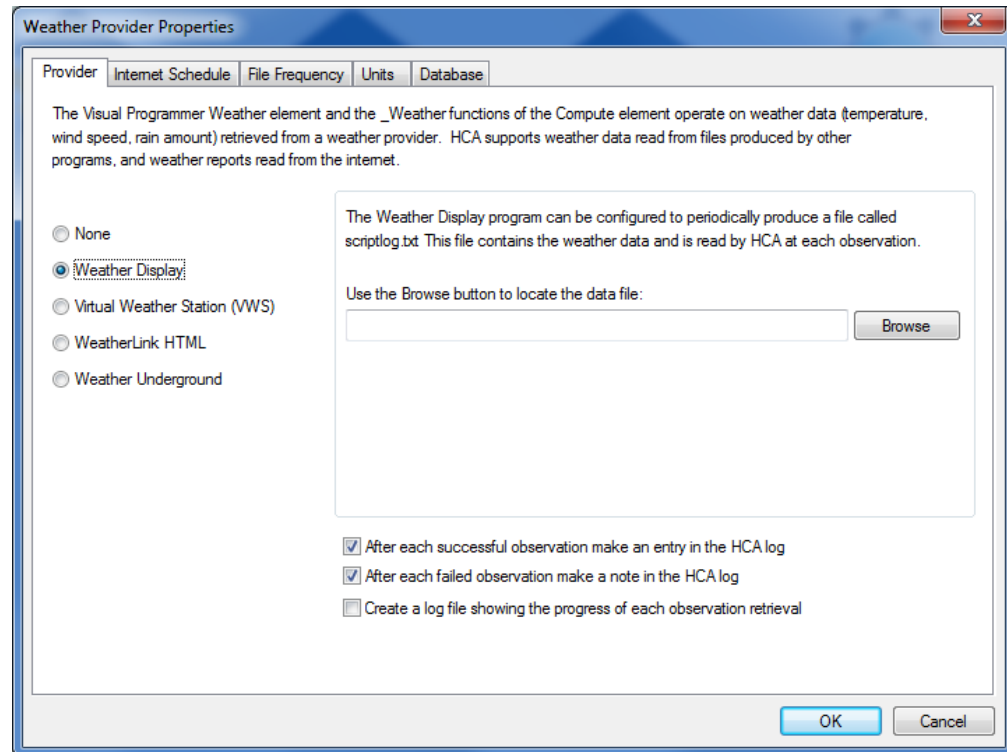 Weather Provider Properties
Provider Internet Schedule File Frequency Units Database
The Visual Programmer Weather element and the _Weather functions of the Compute element operate on weather data (temperature,
wind speed, rain amount) retrieved from a weather provider. HCA supports weather data read from files produced by other
programs, and weather reports read from the internet.
None
Weather Display
Virtual Weather Station (VWS)
WeatherLink HTML
Weather Underground
The Weather Display program can be configured to periodically produce a file called
scriptlog.txt This file contains the weather data and is read by HCA at each observation.
Use the Browse button to locate the data file:
Browse
After each successful observation make an entry in the HCA log
After each failed observation make a note in the HCA log
Create a log file showing the progress of each observation retrieval
OK Cancel